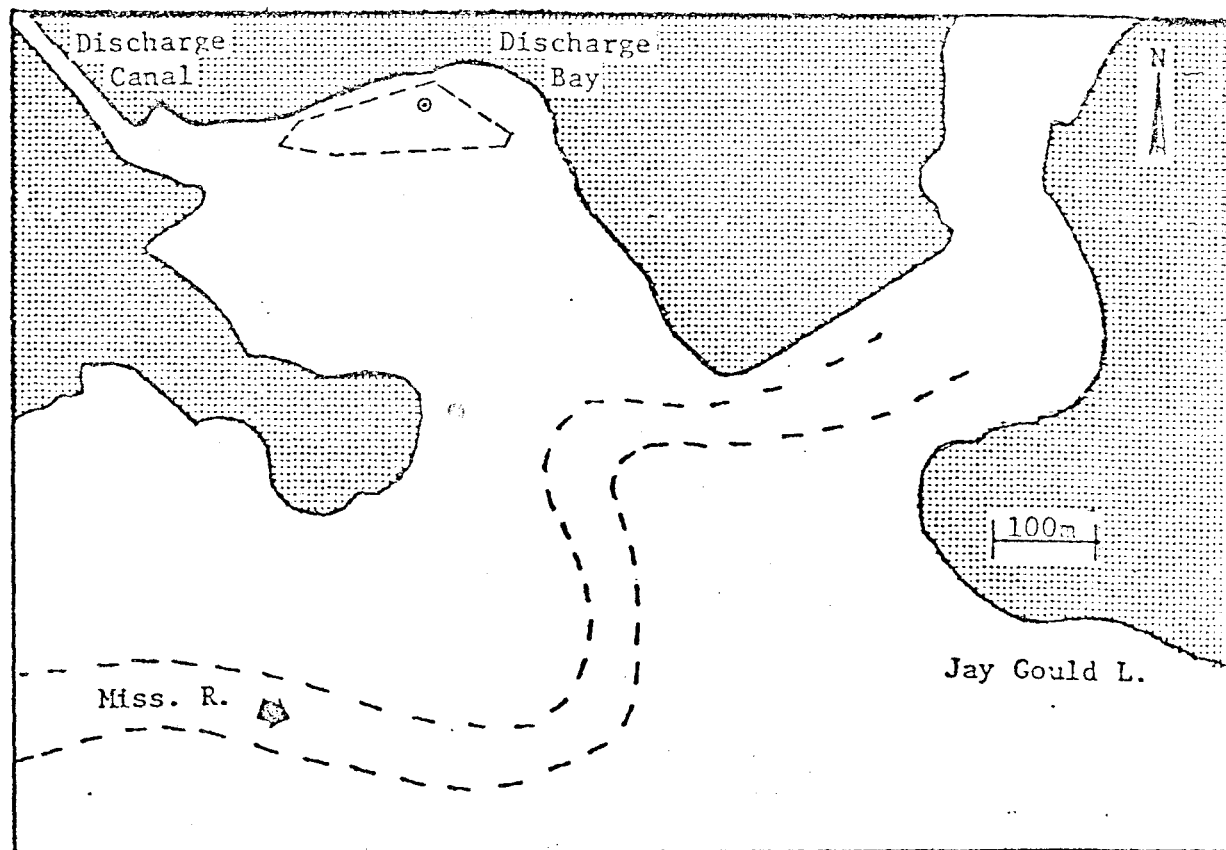 Discharge
Canal
Discharge
Bay
N
100m
Miss. R.
Jay Gould L.